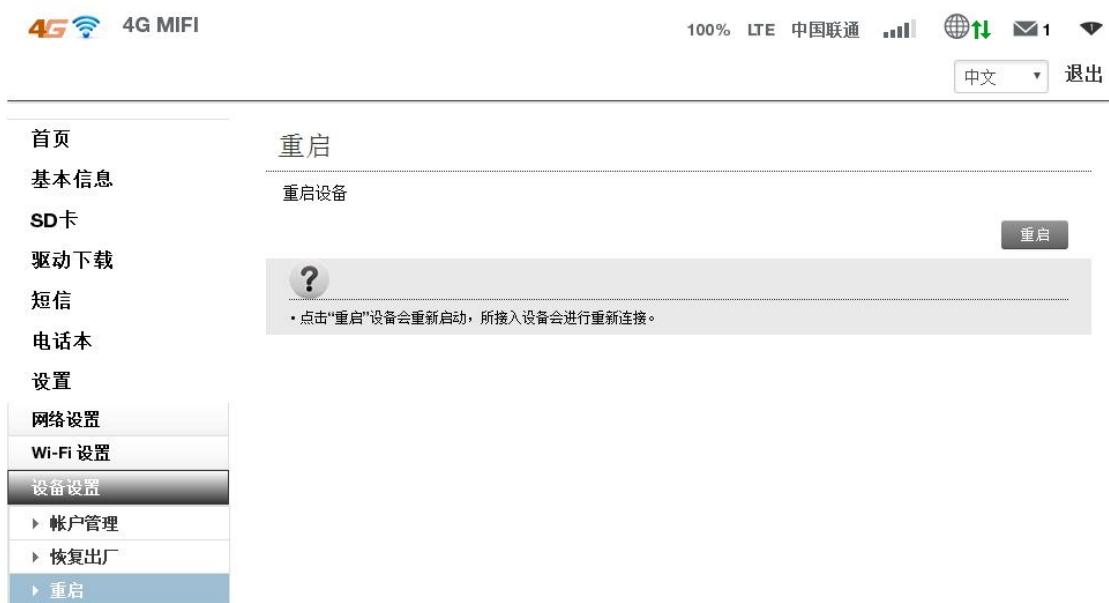 4G 4G MIFI 100% LTE 中国联通 1
中文 退出
首页
基本信息
SD卡
驱动下载
短信
电话本
设置
网络设置
Wi-Fi 设置
设备设置
帐户管理
恢复出厂
重启
重启
重启设备
重启
?
•点击“重启”设备会重新启动，所接入设备会进行重新连接。